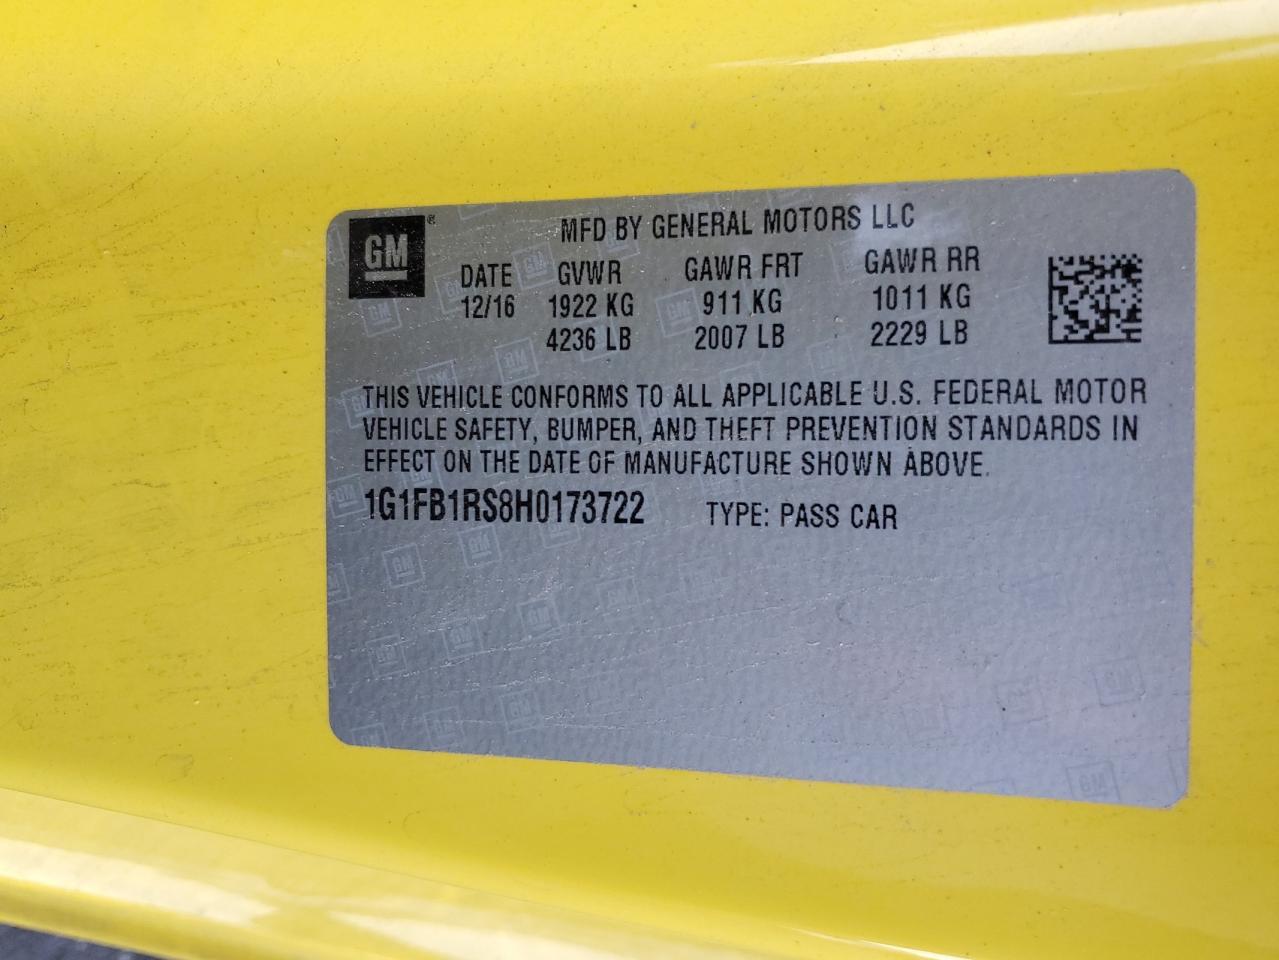 GM®
MFD BY GENERAL MOTORS LLC
DATE GVWR GAWR FRT GAWR RR
12/16 1922 KG 911 KG 1011 KG
4236 LB 2007 LB 2229 LB
THIS VEHICLE CONFORMS TO ALL APPLICABLE U.S. FEDERAL MOTOR
VEHICLE SAFETY, BUMPER, AND THEFT PREVENTION STANDARDS IN
EFFECT ON THE DATE OF MANUFACTURE SHOWN ABOVE.
1G1FB1RS8H0173722 TYPE: PASS CAR